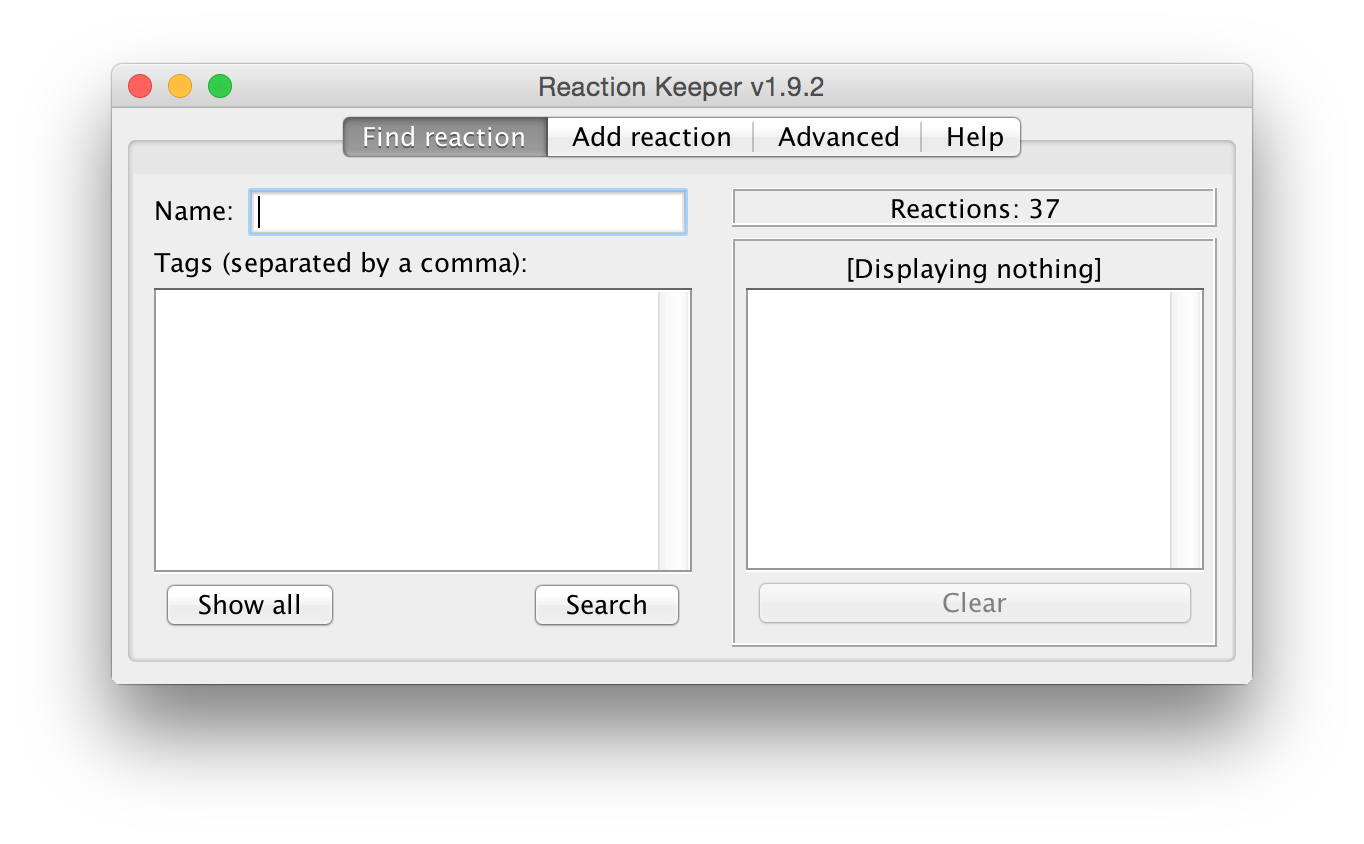 Reaction Keeper v1.9.2
Find reaction Add reaction Advanced Help
Name:
Reactions: 37
Tags (separated by a comma):
[Displaying nothing]
Show all Search
Clear